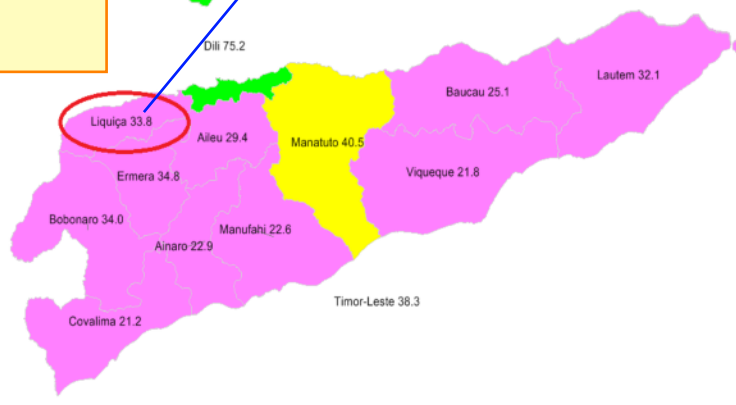 Dili 75.2
Lautem 32.1
Baucau 25.1
Liquiça 33.8
Aileu 29.4
Manatuto 40.5
Ermera 34.8
Viqueque 21.8
Bobonaro 34.0
Manufahi 22.6
Ainaro 22.9
Timor-Leste 38.3
Covalima 21.2